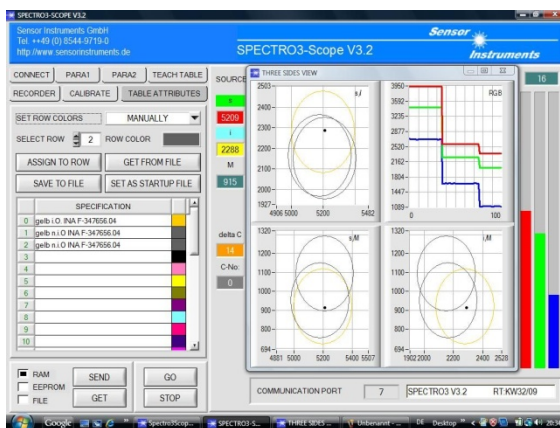 SPECTRO3-SCOPE V3.2
Sensor Instruments GmbH
Tel. ++49 (0) 8544-9719-0
http://www.sensorinstruments.de
SPECTRO3-Scope V3.2
Sensor
Instruments
CONNECT PARA1 PARA2 TEACH TABLE
RECORDER CALIBRATE TABLE ATTRIBUTES
SET ROW COLORS MANUALLY
SELECT ROW 2 ROW COLOR
ASSIGN TO ROW GET FROM FILE
SAVE TO FILE SET AS STARTUP FILE
SPECIFICATION
0 gelb i.O. INA F-347656.04
1 gelb n.i.O INA F-347656.04
2 gelb n.i.O INA F-347656.04
3
4
5
6
7
8
9
10
RAM
EEPROM
FILE
SEND GO
GET STOP
SOURCE
s
5209
i
2288
M
915
delta C
14
C-No:
0
16
THREE SIDES VIEW
s,i
2503
2400
2300
2200
2100
2000
1927
4906 5000 5200 5482
RGB
3950
3592
3235
2877
2520
2162
1804
1447
1089
0 100
s,M
1320
1200
1100
1000
900
800
694
4881 5000 5200 5400 5507
i,M
1320
1200
1100
1000
900
800
694
1902 2000 2200 2400 2528
COMMUNICATION PORT 7 SPECTRO3 V3.2 RT:KW32/09
Google Spectro3Scop... SPECTRO3-S... THREE SIDES ... Unbenannt - ... DE Desktop